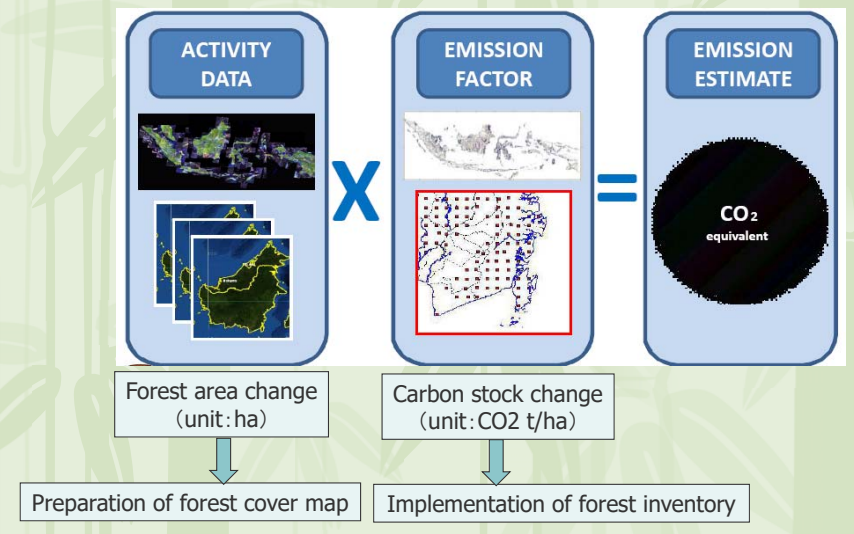 ACTIVITY
DATA
EMISSION
FACTOR
EMISSION
ESTIMATE
X
=
CO₂
equivalent
Forest area change
（unit：ha）
Carbon stock change
（unit：CO2 t/ha）
Preparation of forest cover map
Implementation of forest inventory